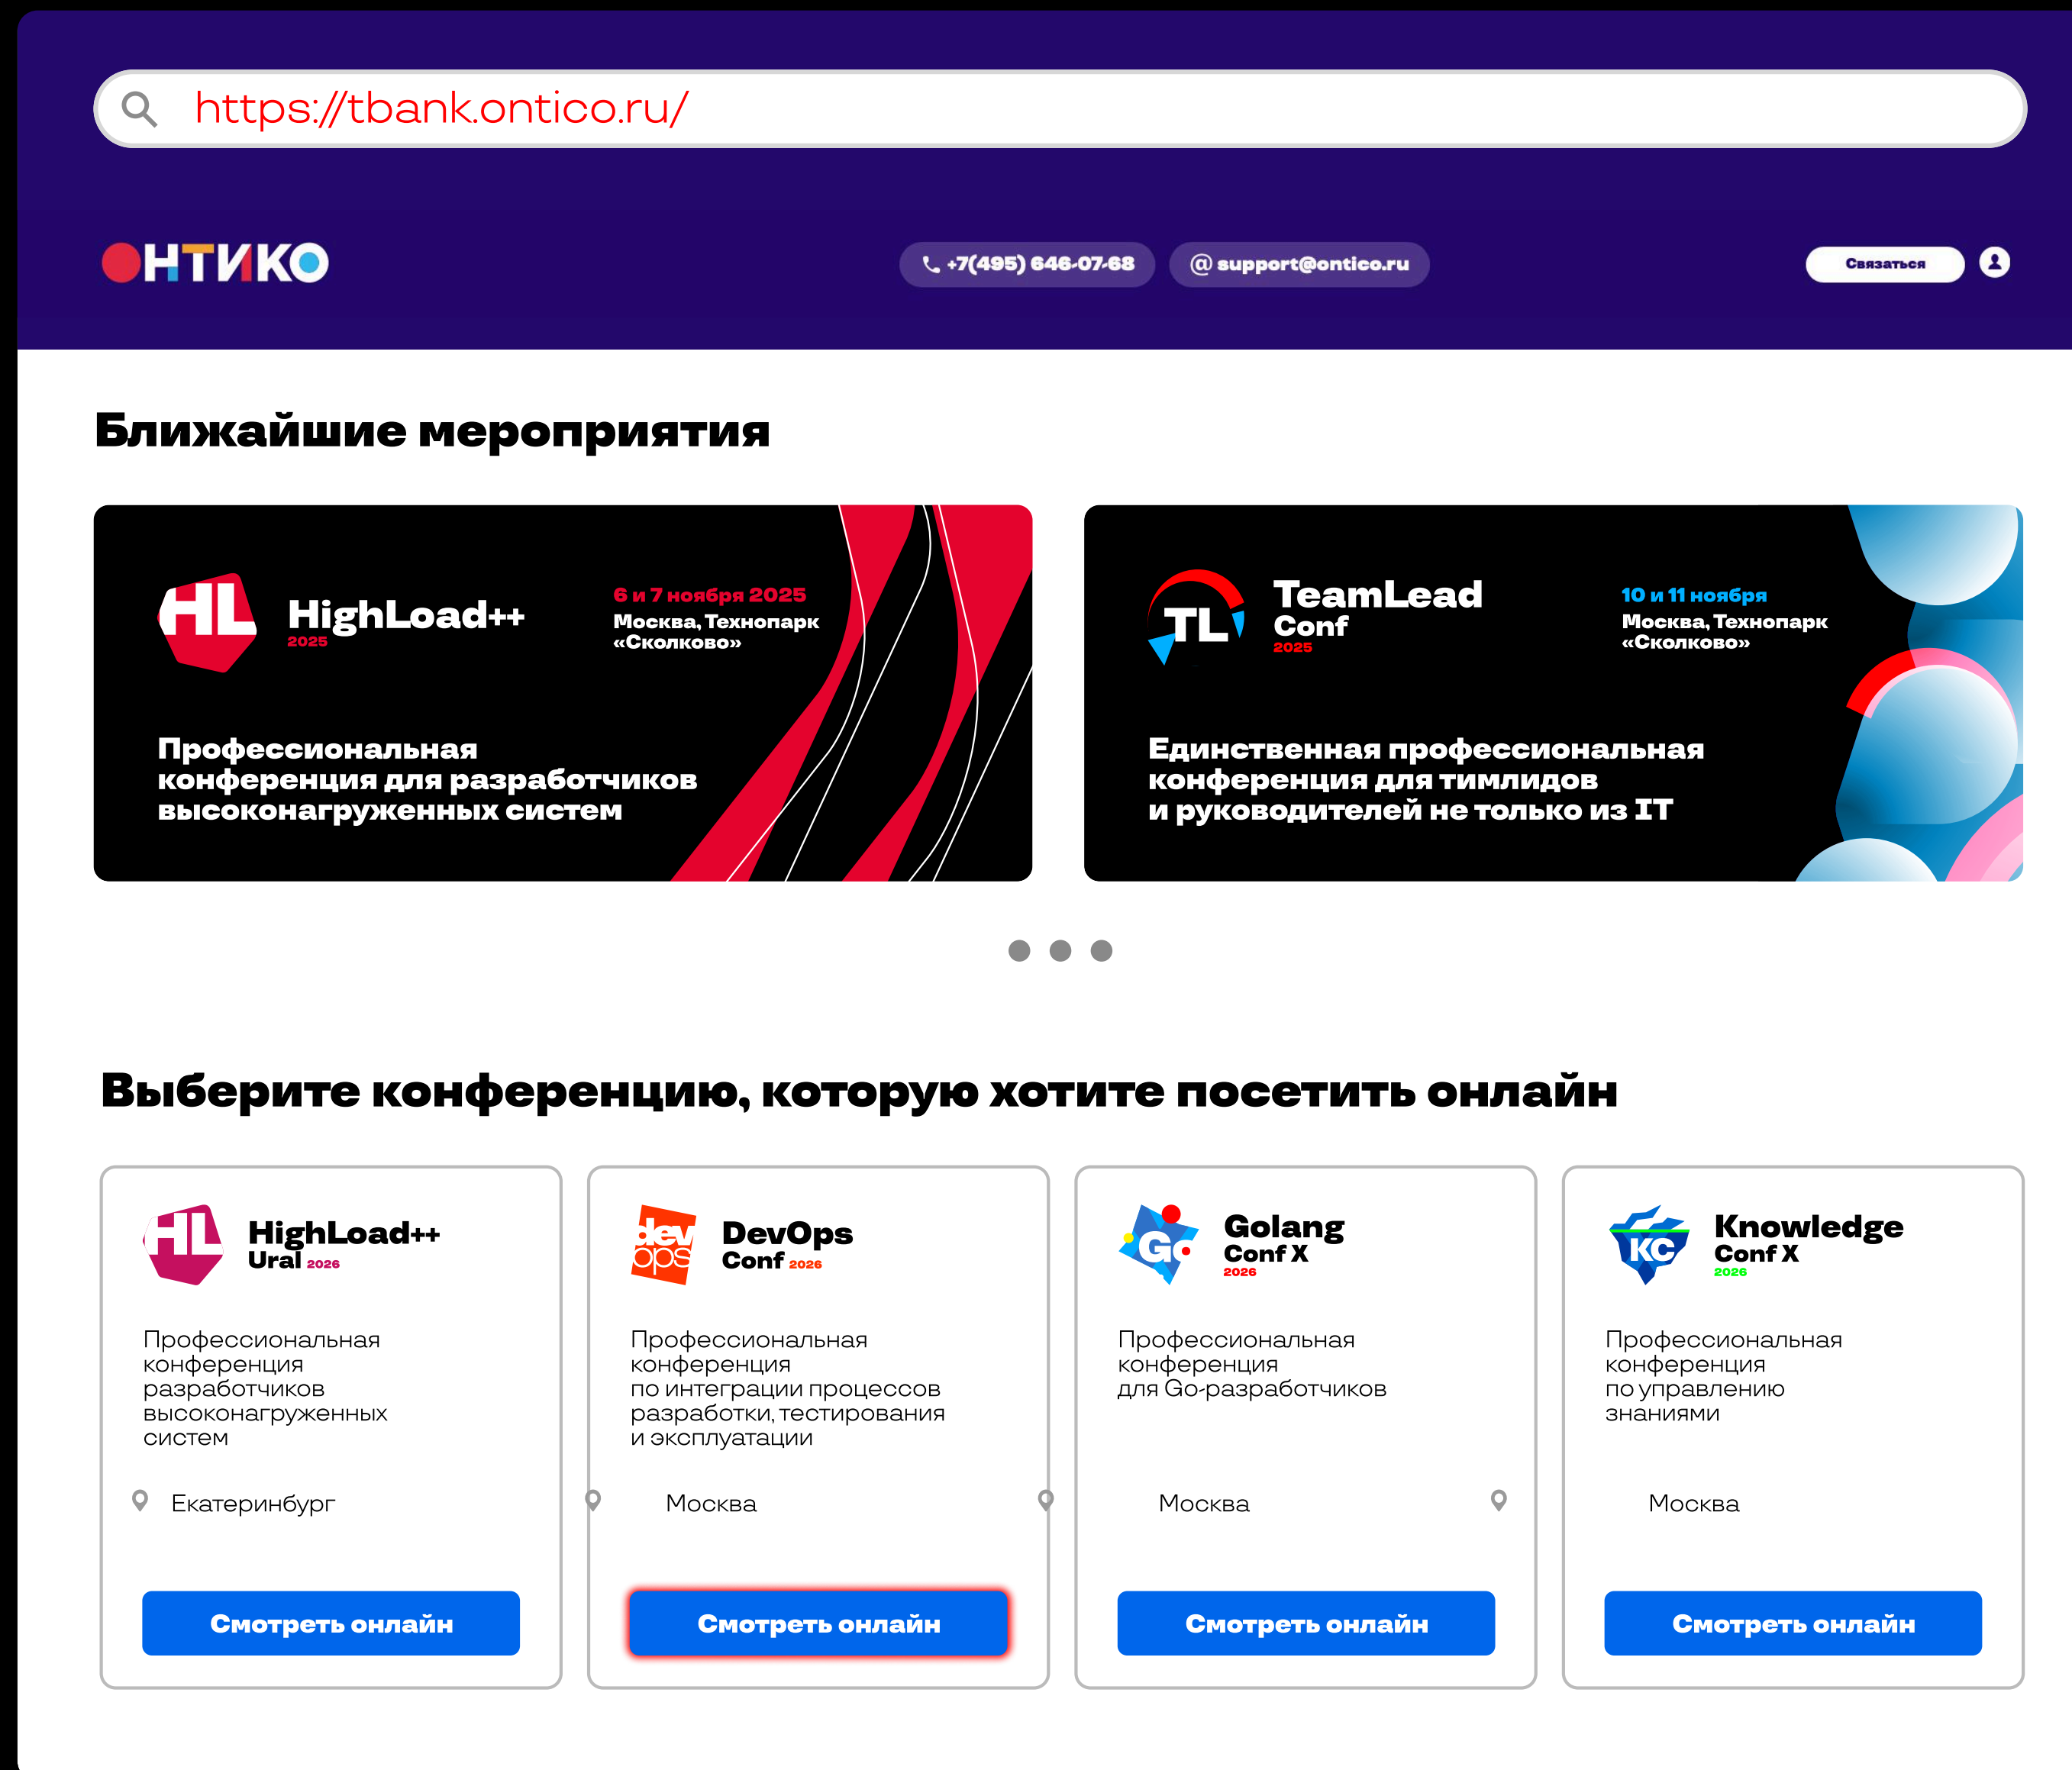 https://tbank.ontico.ru/
ОНТИКО
+7(495) 646-07-68
@ support@ontico.ru
Связаться
Ближайшие мероприятия
HL
HighLoad++
2025
6 и 7 ноября 2025
Москва, Технопарк
«Сколково»
Профессиональная
конференция для разработчиков
высоконагруженных систем
TL
TeamLead
Conf
2025
10 и 11 ноября
Москва, Технопарк
«Сколково»
Единственная профессиональная
конференция для тимлидов
и руководителей не только из IT
Выберите конференцию, которую хотите посетить онлайн
HL
HighLoad++
Ural 2026
Профессиональная
конференция
разработчиков
высоконагруженных
систем
Екатеринбург
Смотреть онлайн
dev
ops
DevOps
Conf 2026
Профессиональная
конференция
по интеграции процессов
разработки, тестирования
и эксплуатации
Москва
Смотреть онлайн
Go
Golang
Conf X
2026
Профессиональная
конференция
для Go-разработчиков
Москва
Смотреть онлайн
KC
Knowledge
Conf X
2026
Профессиональная
конференция
по управлению
знаниями
Москва
Смотреть онлайн